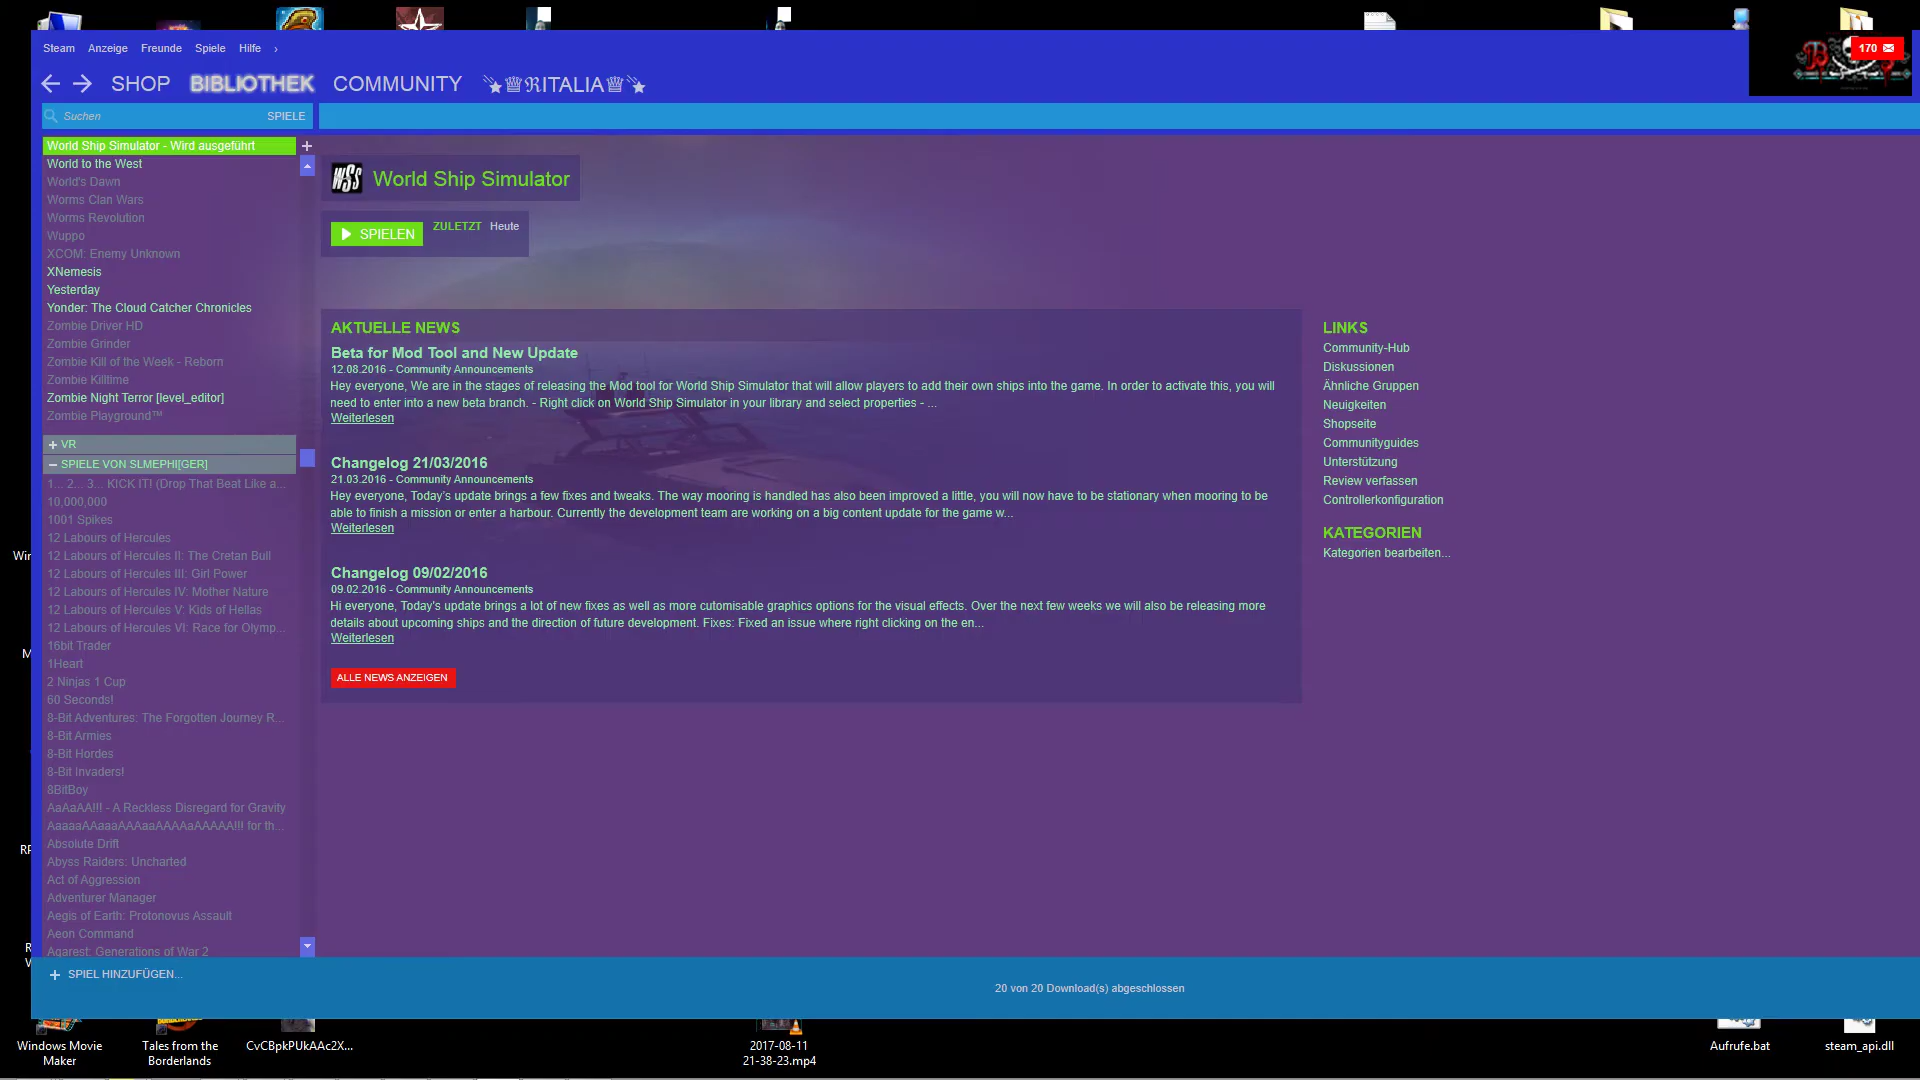 Steam Anzeige Freunde Spiele Hilfe ›
170
SHOP BIBLIOTHEK COMMUNITY ♕ℜITALIA♕
Suchen SPIELE
World Ship Simulator - Wird ausgeführt
World to the West
World's Dawn
Worms Clan Wars
Worms Revolution
Wuppo
XCOM: Enemy Unknown
XNemesis
Yesterday
Yonder: The Cloud Catcher Chronicles
Zombie Driver HD
Zombie Grinder
Zombie Kill of the Week - Reborn
Zombie Killtime
Zombie Night Terror [level_editor]
Zombie Playground™
+ VR
– SPIELE VON SLMEPHI[GER]
1... 2... 3... KICK IT! (Drop That Beat Like a...
10,000,000
1001 Spikes
12 Labours of Hercules
12 Labours of Hercules II: The Cretan Bull
12 Labours of Hercules III: Girl Power
12 Labours of Hercules IV: Mother Nature
12 Labours of Hercules V: Kids of Hellas
12 Labours of Hercules VI: Race for Olymp...
16bit Trader
1Heart
2 Ninjas 1 Cup
60 Seconds!
8-Bit Adventures: The Forgotten Journey R...
8-Bit Armies
8-Bit Hordes
8-Bit Invaders!
8BitBoy
AaAaAA!!! - A Reckless Disregard for Gravity
AaaaaAAaaaAAAaaAAAAaAAAAA!!! for th...
Absolute Drift
Abyss Raiders: Uncharted
Act of Aggression
Adventurer Manager
Aegis of Earth: Protonovus Assault
Aeon Command
Agarest: Generations of War 2
+ SPIEL HINZUFÜGEN...
WSS World Ship Simulator
SPIELEN ZULETZT Heute
AKTUELLE NEWS
Beta for Mod Tool and New Update
12.08.2016 - Community Announcements
Hey everyone, We are in the stages of releasing the Mod tool for World Ship Simulator that will allow players to add their own ships into the game. In order to activate this, you will
need to enter into a new beta branch. - Right click on World Ship Simulator in your library and select properties - ...
Weiterlesen
Changelog 21/03/2016
21.03.2016 - Community Announcements
Hey everyone, Today's update brings a few fixes and tweaks. The way mooring is handled has also been improved a little, you will now have to be stationary when mooring to be
able to finish a mission or enter a harbour. Currently the development team are working on a big content update for the game w...
Weiterlesen
Changelog 09/02/2016
09.02.2016 - Community Announcements
Hi everyone, Today's update brings a lot of new fixes as well as more cutomisable graphics options for the visual effects. Over the next few weeks we will also be releasing more
details about upcoming ships and the direction of future development. Fixes: Fixed an issue where right clicking on the en...
Weiterlesen
ALLE NEWS ANZEIGEN
LINKS
Community-Hub
Diskussionen
Ähnliche Gruppen
Neuigkeiten
Shopseite
Communityguides
Unterstützung
Review verfassen
Controllerkonfiguration
KATEGORIEN
Kategorien bearbeiten...
20 von 20 Download(s) abgeschlossen
Windows Movie
Maker
Tales from the
Borderlands
CvCBpkPUkAAc2X...
2017-08-11
21-38-23.mp4
Aufrufe.bat
steam_api.dll